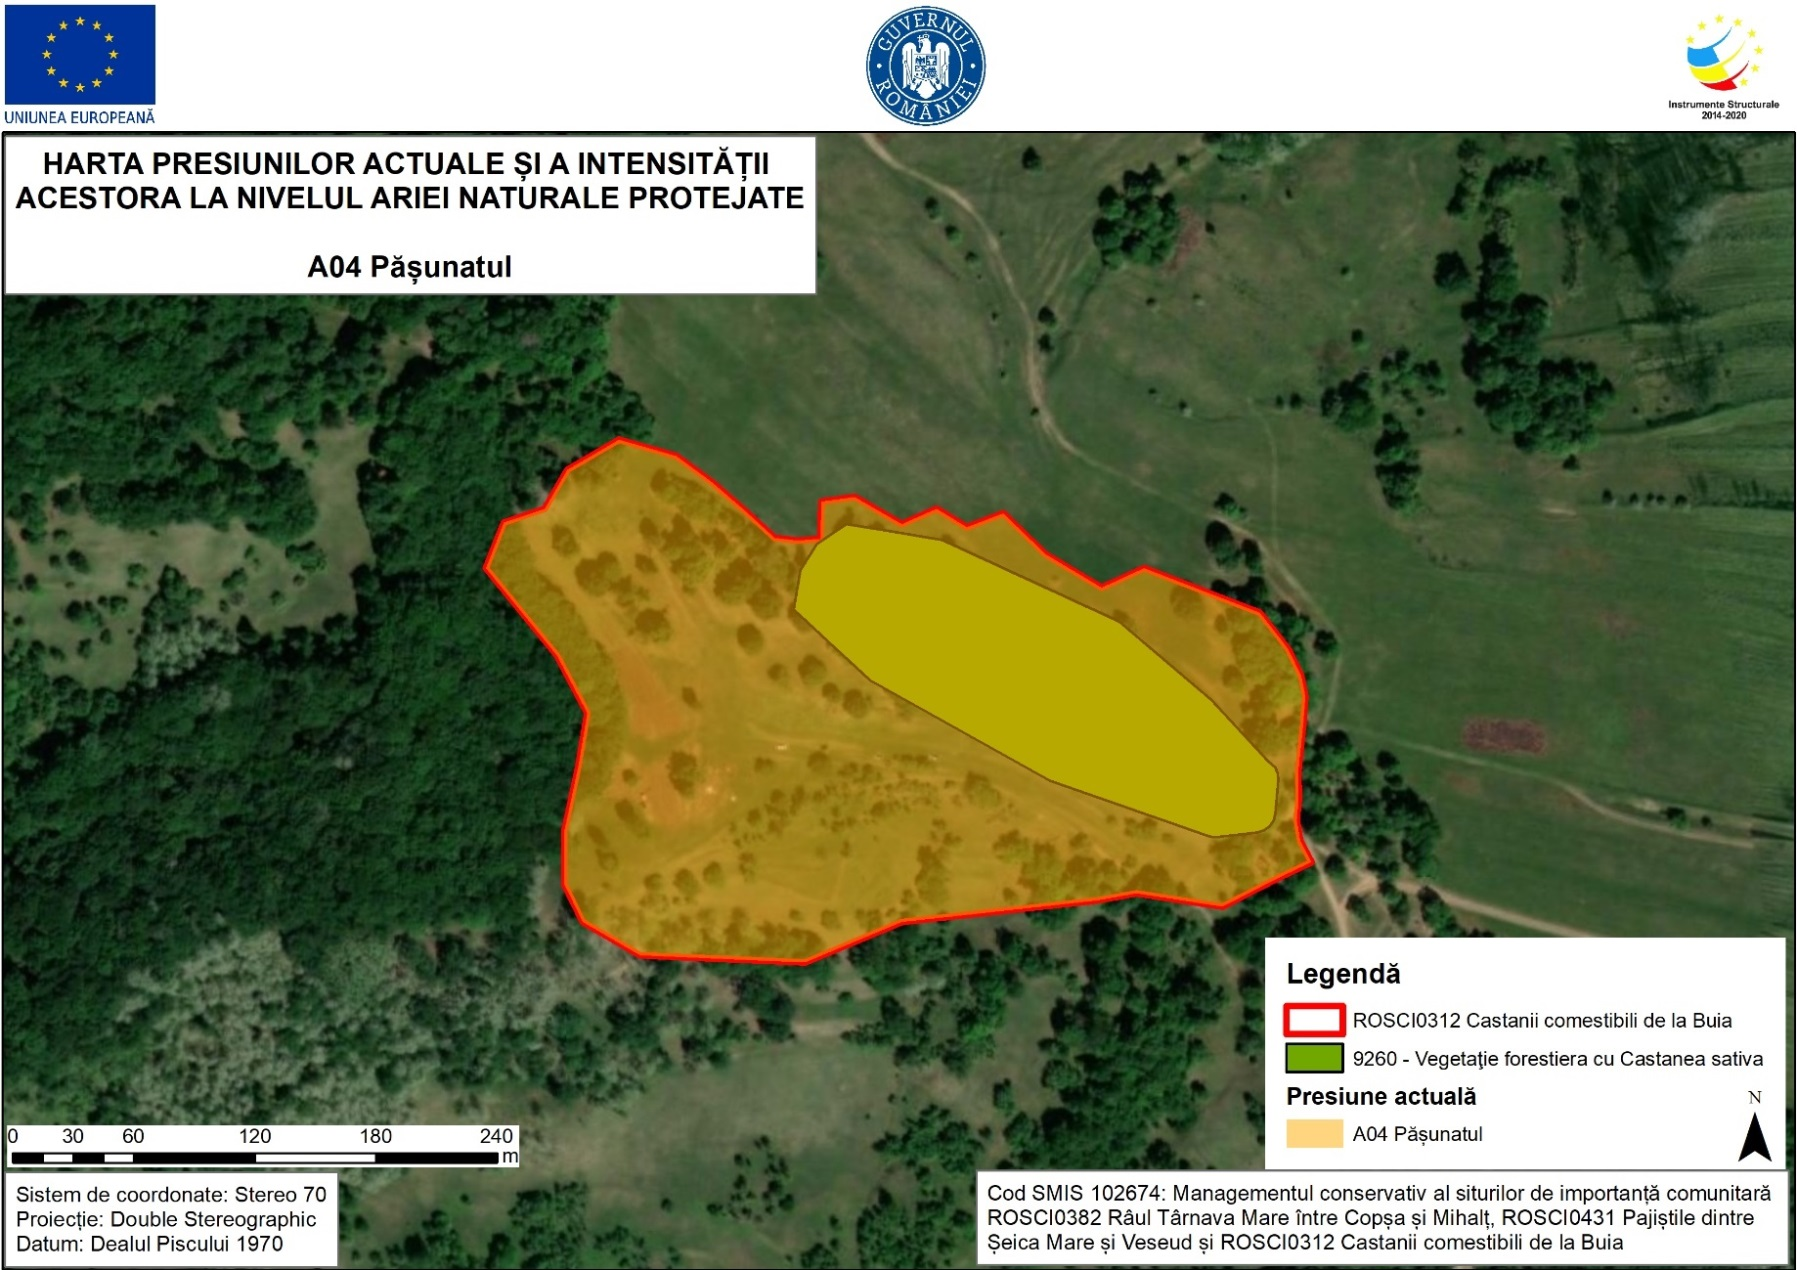 UNIUNEA EUROPEANĂ
GUVERNUL ROMÂNIEI
Instrumente Structurale
2014-2020
HARTA PRESIUNILOR ACTUALE ȘI A INTENSITĂȚII
ACESTORA LA NIVELUL ARIEI NATURALE PROTEJATE
A04 Pășunatul
Legendă
ROSCI0312 Castanii comestibili de la Buia
9260 - Vegetaţie forestiera cu Castanea sativa
Presiune actuală
A04 Pășunatul
N
0 30 60 120 180 240
m
Sistem de coordonate: Stereo 70
Proiecție: Double Stereographic
Datum: Dealul Piscului 1970
Cod SMIS 102674: Managementul conservativ al siturilor de importanță comunitară
ROSCI0382 Râul Târnava Mare între Copșa și Mihalț, ROSCI0431 Pajiștile dintre
Șeica Mare și Veseud și ROSCI0312 Castanii comestibili de la Buia